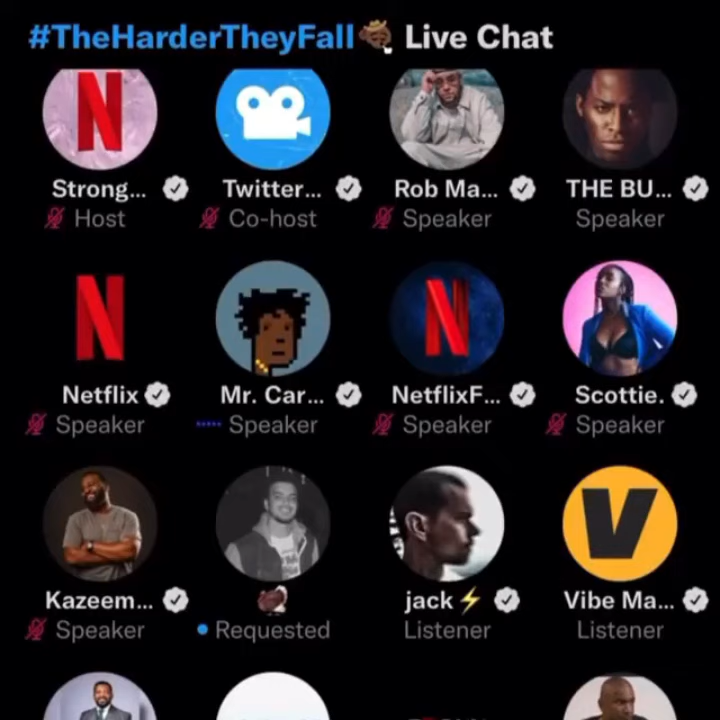 #TheHarderTheyFall Live Chat
N
Strong... Twitter... Rob Ma... THE BU...
Host Co-host Speaker Speaker
N N
Netflix Mr. Car... NetflixF... Scottie.
Speaker Speaker Speaker Speaker
V
Kazeem... jack⚡ Vibe Ma...
Speaker Requested Listener Listener